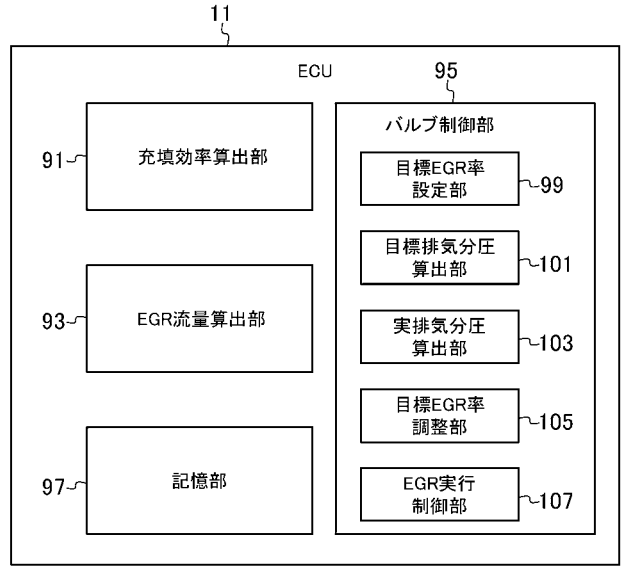 11
ECU
95
バルブ制御部
91
充填効率算出部
目標EGR率
設定部
99
目標排気分圧
算出部
101
93
EGR流量算出部
実排気分圧
算出部
103
目標EGR率
調整部
105
97
記憶部
EGR実行
制御部
107